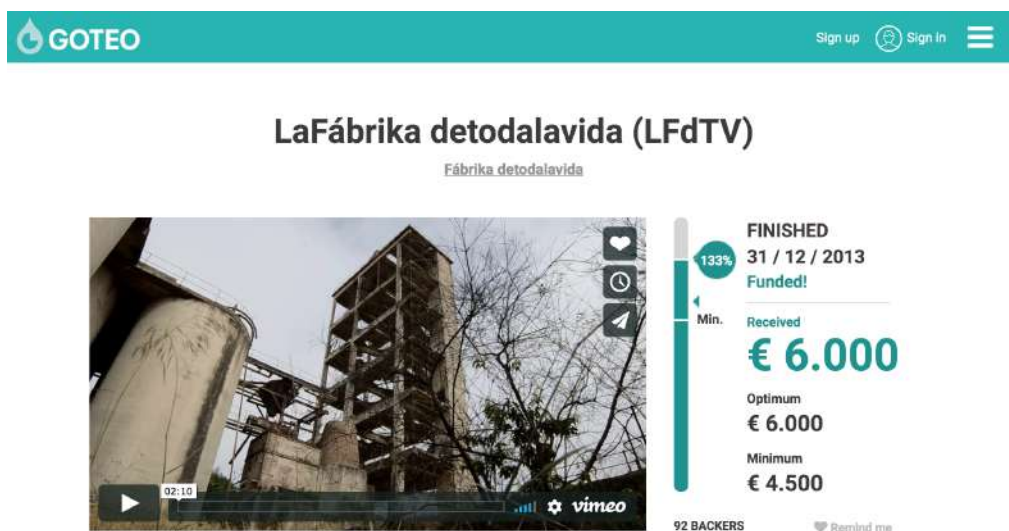 GOTEO
Sign up
Sign in
LaFábrika detodalavida (LFdTV)
Fábrika detodalavida
02:10
vimeo
133%
Min.
FINISHED
31 / 12 / 2013
Funded!
Received
€ 6.000
Optimum
€ 6.000
Minimum
€ 4.500
92 BACKERS
Remind me